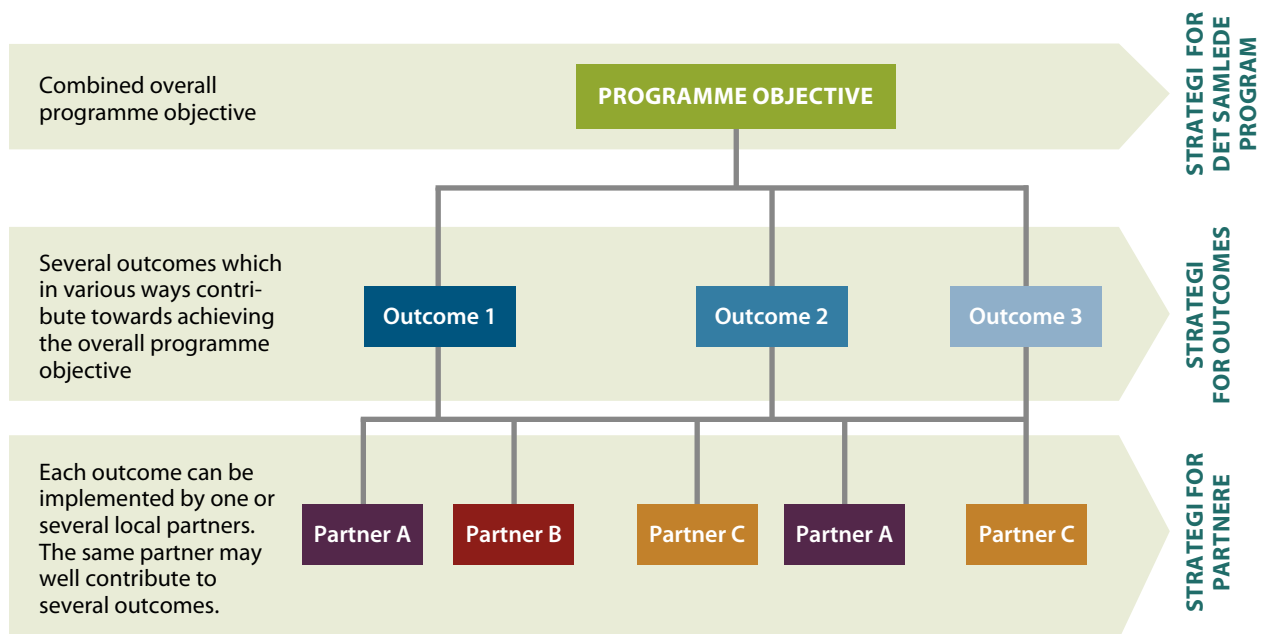 Combined overall
programme objective
PROGRAMME OBJECTIVE
STRATEGI FOR
DET SAMLEDE
PROGRAM
Several outcomes which
in various ways contri-
bute towards achieving
the overall programme
objective
Outcome 1
Outcome 2
Outcome 3
STRATEGI
FOR OUTCOMES
Each outcome can be
implemented by one or
several local partners.
The same partner may
well contribute to
several outcomes.
Partner A
Partner B
Partner C
Partner A
Partner C
STRATEGI FOR
PARTNERE